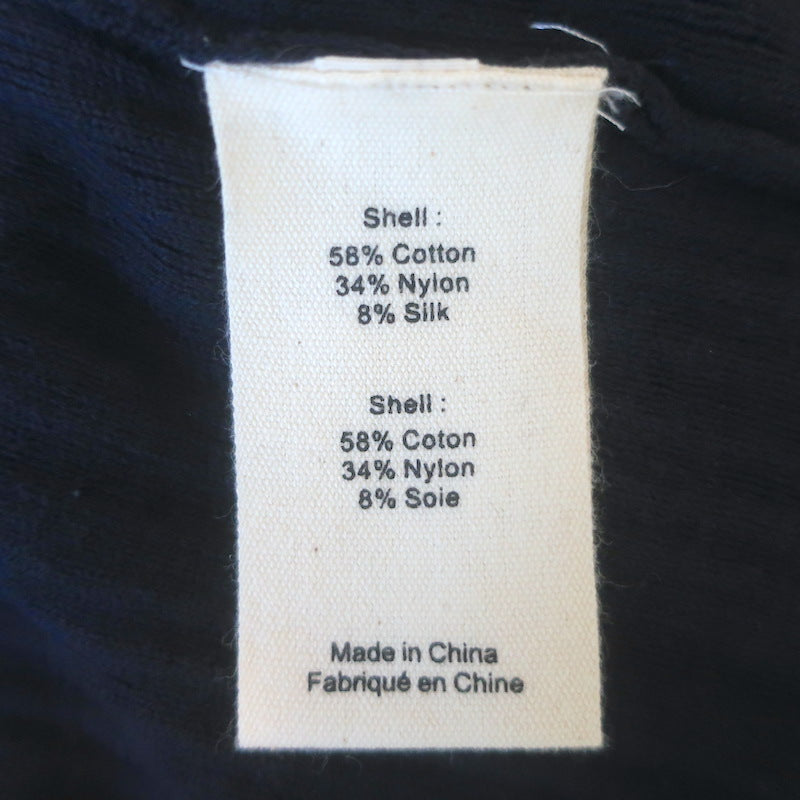 Shell :
58% Cotton
34% Nylon
8% Silk
Shell :
58% Coton
34% Nylon
8% Soie
Made in China
Fabriqué en Chine